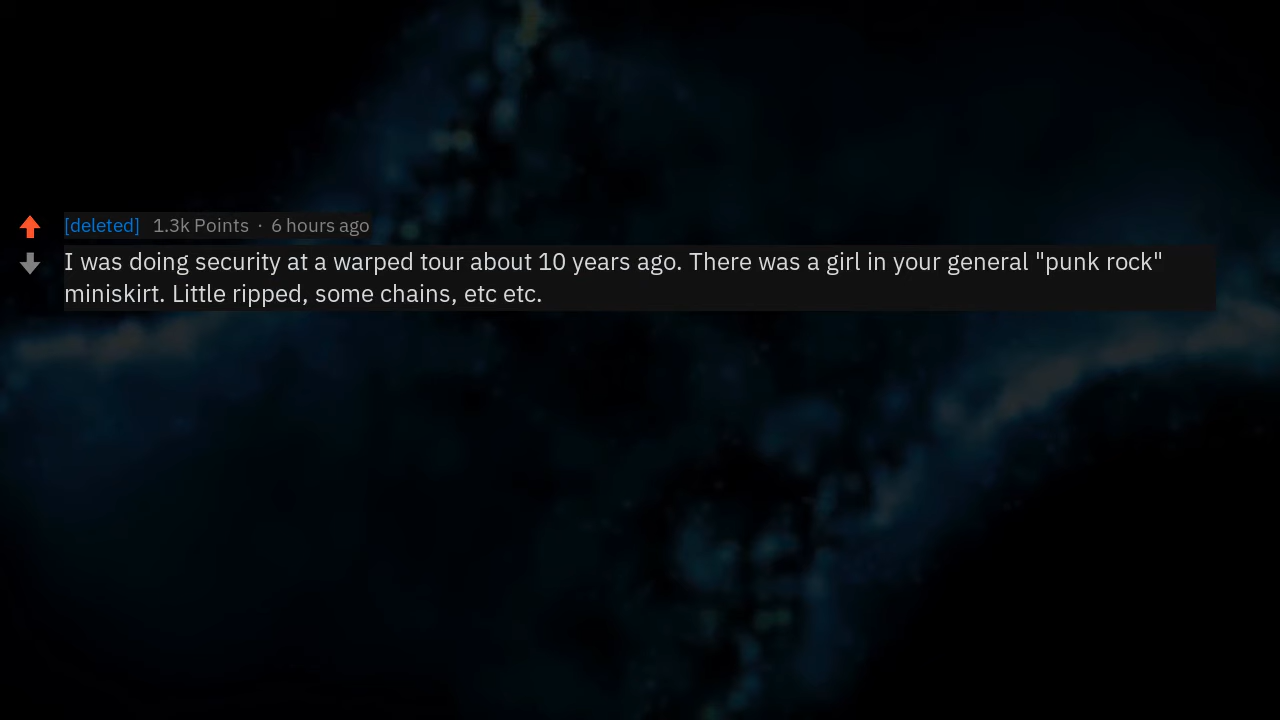 [deleted] 1.3k Points · 6 hours ago
I was doing security at a warped tour about 10 years ago. There was a girl in your general "punk rock"
miniskirt. Little ripped, some chains, etc etc.